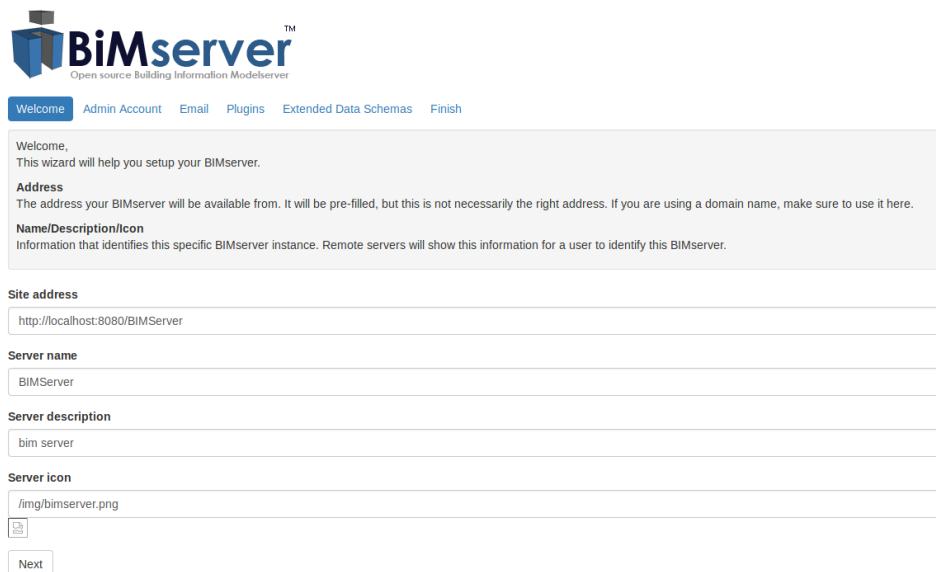 BiMserver™
Open source Building Information Modelserver
Welcome Admin Account Email Plugins Extended Data Schemas Finish
Welcome,
This wizard will help you setup your BIMserver.
Address
The address your BIMserver will be available from. It will be pre-filled, but this is not necessarily the right address. If you are using a domain name, make sure to use it here.
Name/Description/Icon
Information that identifies this specific BIMserver instance. Remote servers will show this information for a user to identify this BIMserver.
Site address
http://localhost:8080/BIMServer
Server name
BIMServer
Server description
bim server
Server icon
/img/bimserver.png
Next